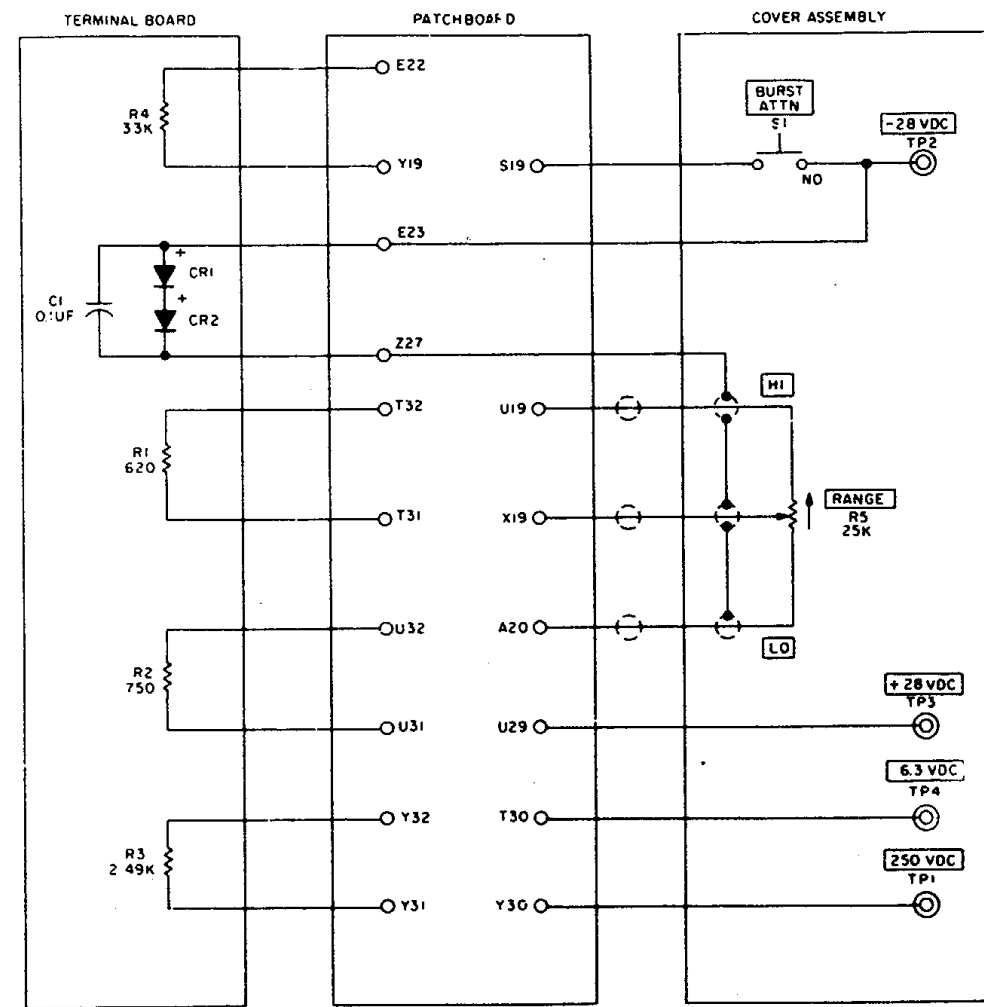 TERMINAL BOARD
PATCHBOARD
COVER ASSEMBLY
E22
R4
33K
BURST
ATTN
S1
-28 VDC
TP2
Y19
S19
NO
E23
CR1
C1
0.1UF
CR2
Z27
HI
T32
U19
R1
620
T31
X19
RANGE
R5
25K
U32
A20
LO
R2
750
+28 VDC
TP3
U31
U29
6.3 VDC
TP4
Y32
T30
R3
2 49K
250 VDC
TP1
Y31
Y30